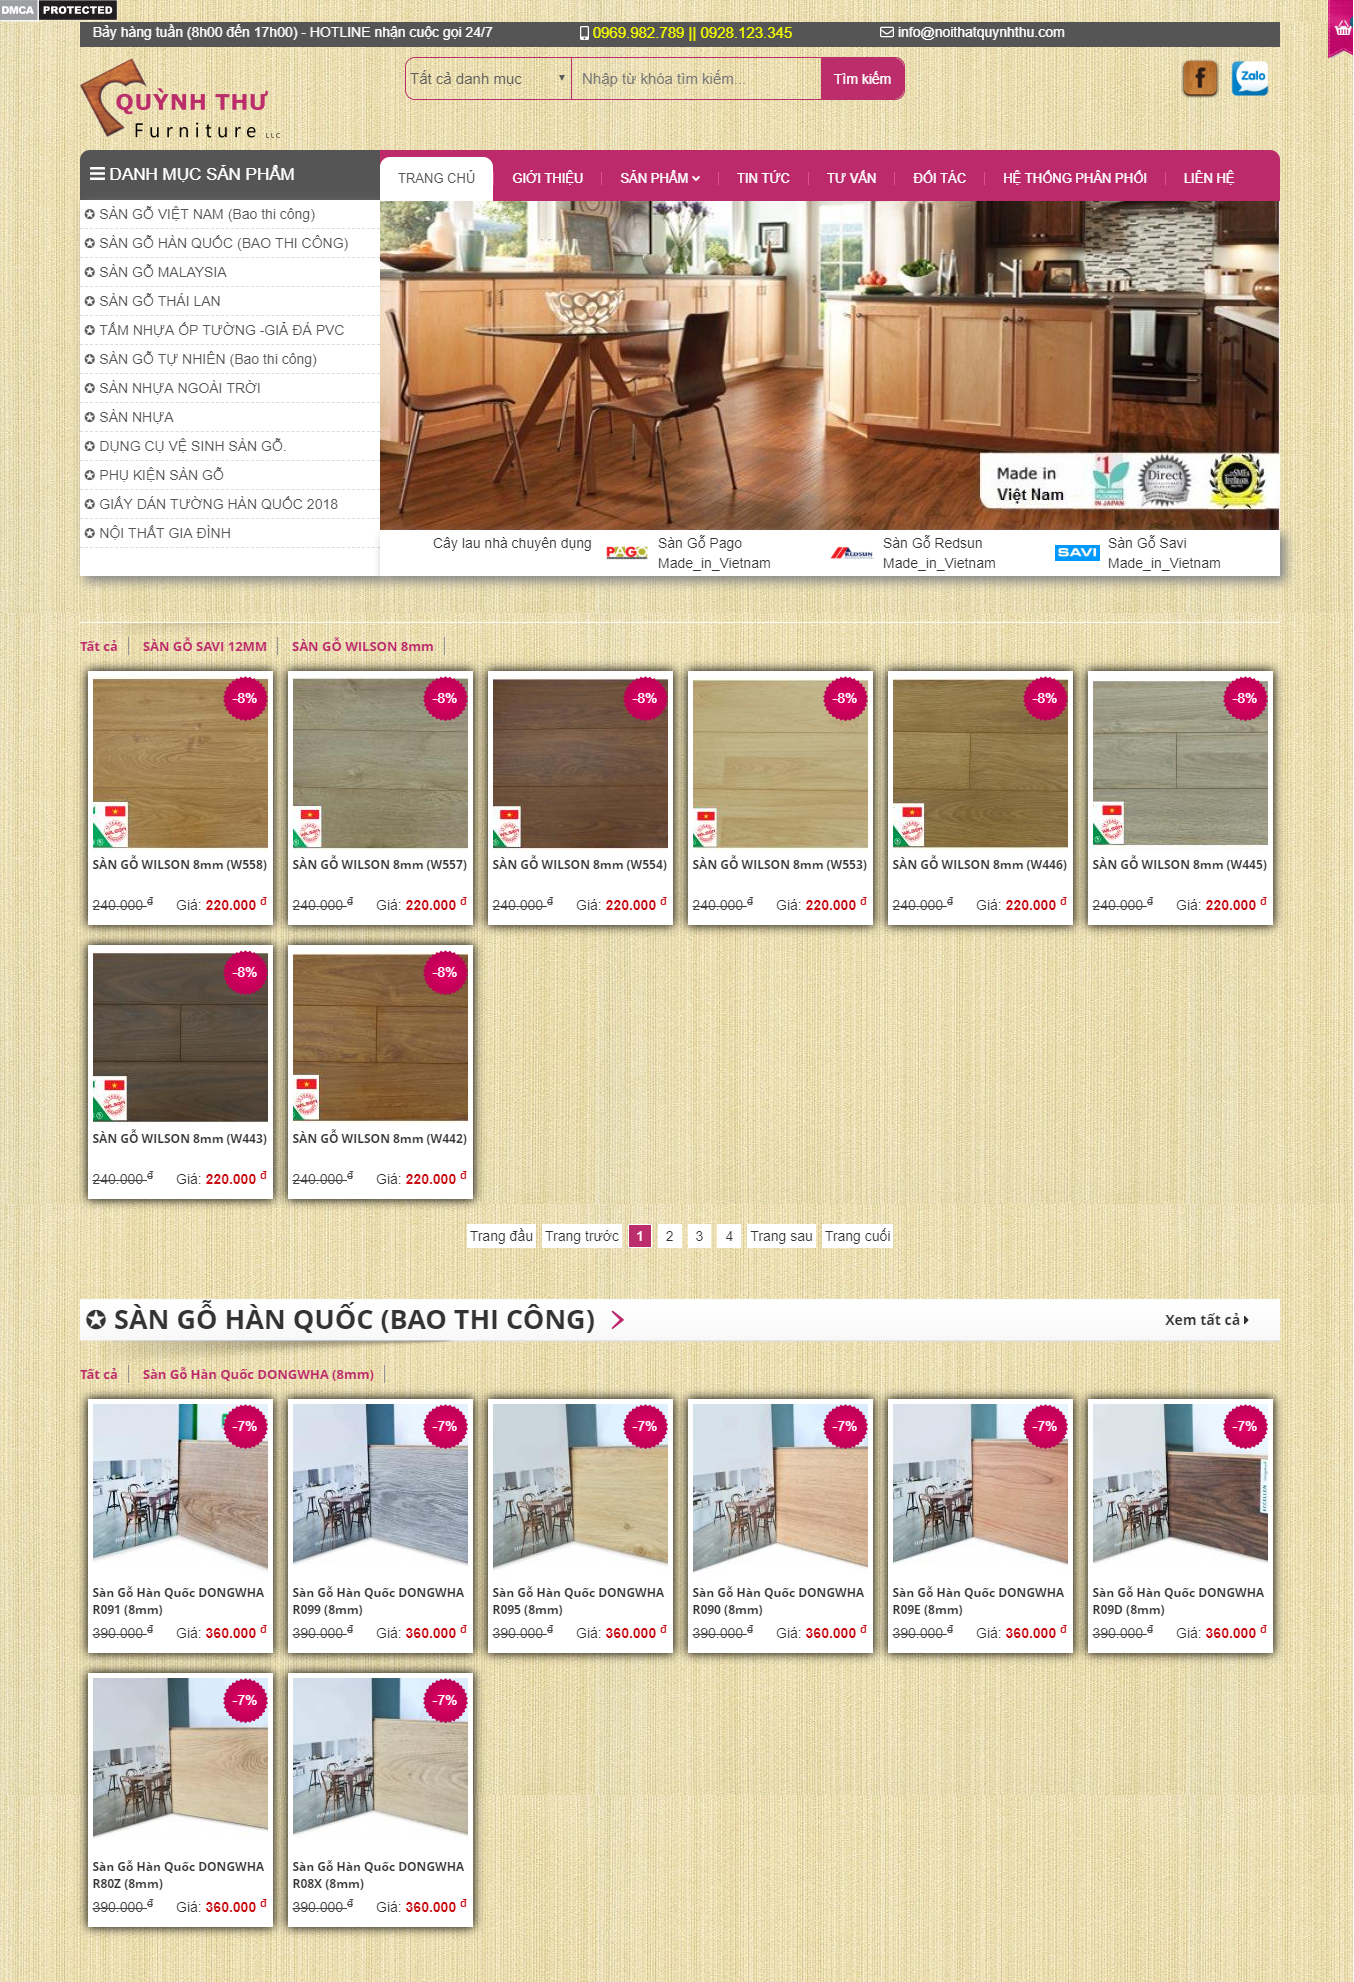 DMCA PROTECTED
Bảy hàng tuần (8h00 đến 17h00) - HOTLINE nhận cuộc gọi 24/7
0969.982.789 || 0928.123.345
info@noithatquynhthu.com
QUỲNH THƯ
Furniture LLC
Tất cả danh mục
Nhập từ khóa tìm kiếm...
Tìm kiếm
Zalo
DANH MỤC SẢN PHẨM
TRANG CHỦ
GIỚI THIỆU
SẢN PHẨM
TIN TỨC
TƯ VẤN
ĐỐI TÁC
HỆ THỐNG PHÂN PHỐI
LIÊN HỆ
✪ SÀN GỖ VIỆT NAM (Bao thi công)
✪ SÀN GỖ HÀN QUỐC (BAO THI CÔNG)
✪ SÀN GỖ MALAYSIA
✪ SÀN GỖ THÁI LAN
✪ TẤM NHỰA ỐP TƯỜNG -GIẢ ĐÁ PVC
✪ SÀN GỖ TỰ NHIÊN (Bao thi công)
✪ SÀN NHỰA NGOÀI TRỜI
✪ SÀN NHỰA
✪ DỤNG CỤ VỆ SINH SÀN GỖ.
✪ PHỤ KIỆN SÀN GỖ
✪ GIẤY DÁN TƯỜNG HÀN QUỐC 2018
✪ NỘI THẤT GIA ĐÌNH
Made in
Việt Nam
#1
IN JAPAN
SOLID
Direct
Cây lau nhà chuyên dụng
PAGO
Sàn Gỗ Pago
Made_in_Vietnam
REDSUN
Sàn Gỗ Redsun
Made_in_Vietnam
SAVI
Sàn Gỗ Savi
Made_in_Vietnam
Tất cả
SÀN GỖ SAVI 12MM
SÀN GỖ WILSON 8mm
-8%
-8%
-8%
-8%
-8%
-8%
WILSON
WILSON
WILSON
WILSON
WILSON
WILSON
SÀN GỖ WILSON 8mm (W558)
SÀN GỖ WILSON 8mm (W557)
SÀN GỖ WILSON 8mm (W554)
SÀN GỖ WILSON 8mm (W553)
SÀN GỖ WILSON 8mm (W446)
SÀN GỖ WILSON 8mm (W445)
240.000 đ Giá: 220.000 đ
240.000 đ Giá: 220.000 đ
240.000 đ Giá: 220.000 đ
240.000 đ Giá: 220.000 đ
240.000 đ Giá: 220.000 đ
240.000 đ Giá: 220.000 đ
-8%
-8%
WILSON
WILSON
SÀN GỖ WILSON 8mm (W443)
SÀN GỖ WILSON 8mm (W442)
240.000 đ Giá: 220.000 đ
240.000 đ Giá: 220.000 đ
Trang đầu Trang trước 1 2 3 4 Trang sau Trang cuối
✪ SÀN GỖ HÀN QUỐC (BAO THI CÔNG)
Xem tất cả
Tất cả
Sàn Gỗ Hàn Quốc DONGWHA (8mm)
-7%
-7%
-7%
-7%
-7%
-7%
Sàn Gỗ Hàn Quốc DONGWHA
R091 (8mm)
390.000 đ Giá: 360.000 đ
Sàn Gỗ Hàn Quốc DONGWHA
R099 (8mm)
390.000 đ Giá: 360.000 đ
Sàn Gỗ Hàn Quốc DONGWHA
R095 (8mm)
390.000 đ Giá: 360.000 đ
Sàn Gỗ Hàn Quốc DONGWHA
R090 (8mm)
390.000 đ Giá: 360.000 đ
Sàn Gỗ Hàn Quốc DONGWHA
R09E (8mm)
390.000 đ Giá: 360.000 đ
Sàn Gỗ Hàn Quốc DONGWHA
R09D (8mm)
390.000 đ Giá: 360.000 đ
-7%
-7%
Sàn Gỗ Hàn Quốc DONGWHA
R80Z (8mm)
390.000 đ Giá: 360.000 đ
Sàn Gỗ Hàn Quốc DONGWHA
R08X (8mm)
390.000 đ Giá: 360.000 đ